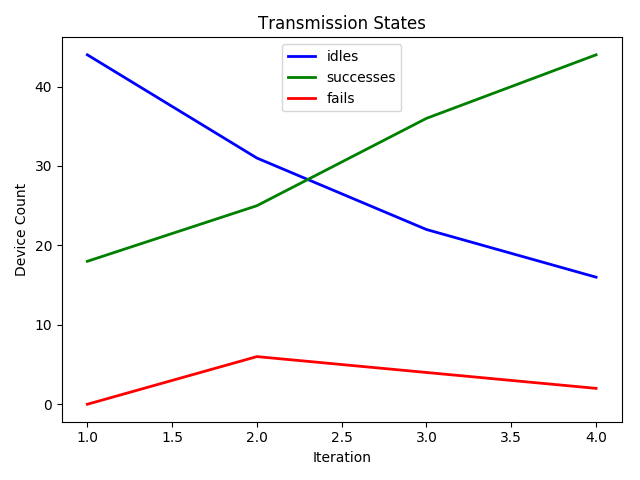 Transmission States
idles
successes
fails
Device Count
40
30
20
10
0
1.0 1.5 2.0 2.5 3.0 3.5 4.0
Iteration